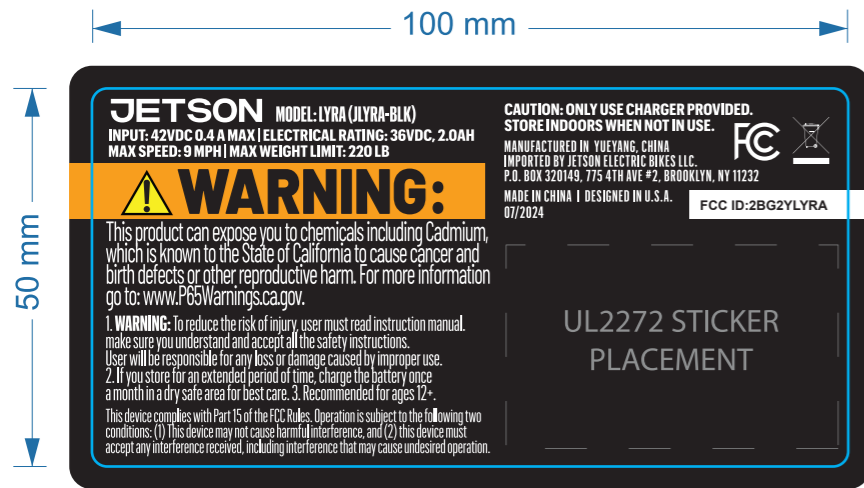 100 mm
50 mm
JETSON MODEL: LYRA (JLYRA-BLK)
INPUT: 42VDC 0.4 A MAX | ELECTRICAL RATING: 36VDC, 2.0AH
MAX SPEED: 9 MPH | MAX WEIGHT LIMIT: 220 LB
WARNING:
This product can expose you to chemicals including Cadmium,
which is known to the State of California to cause cancer and
birth defects or other reproductive harm. For more information
go to: www.P65Warnings.ca.gov.
1. WARNING: To reduce the risk of injury, user must read instruction manual.
make sure you understand and accept all the safety instructions.
User will be responsible for any loss or damage caused by improper use.
2. If you store for an extended period of time, charge the battery once
a month in a dry safe area for best care. 3. Recommended for ages 12+.
This device complies with Part 15 of the FCC Rules. Operation is subject to the following two
conditions: (1) This device may not cause harmful interference, and (2) this device must
accept any interference received, including interference that may cause undesired operation.
CAUTION: ONLY USE CHARGER PROVIDED.
STORE INDOORS WHEN NOT IN USE.
MANUFACTURED IN YUEYANG, CHINA
IMPORTED BY JETSON ELECTRIC BIKES LLC.
P.O. BOX 320149, 775 4TH AVE #2, BROOKLYN, NY 11232
MADE IN CHINA | DESIGNED IN U.S.A.
07/2024
FC
FCC ID:2BG2YLYRA
UL2272 STICKER
PLACEMENT